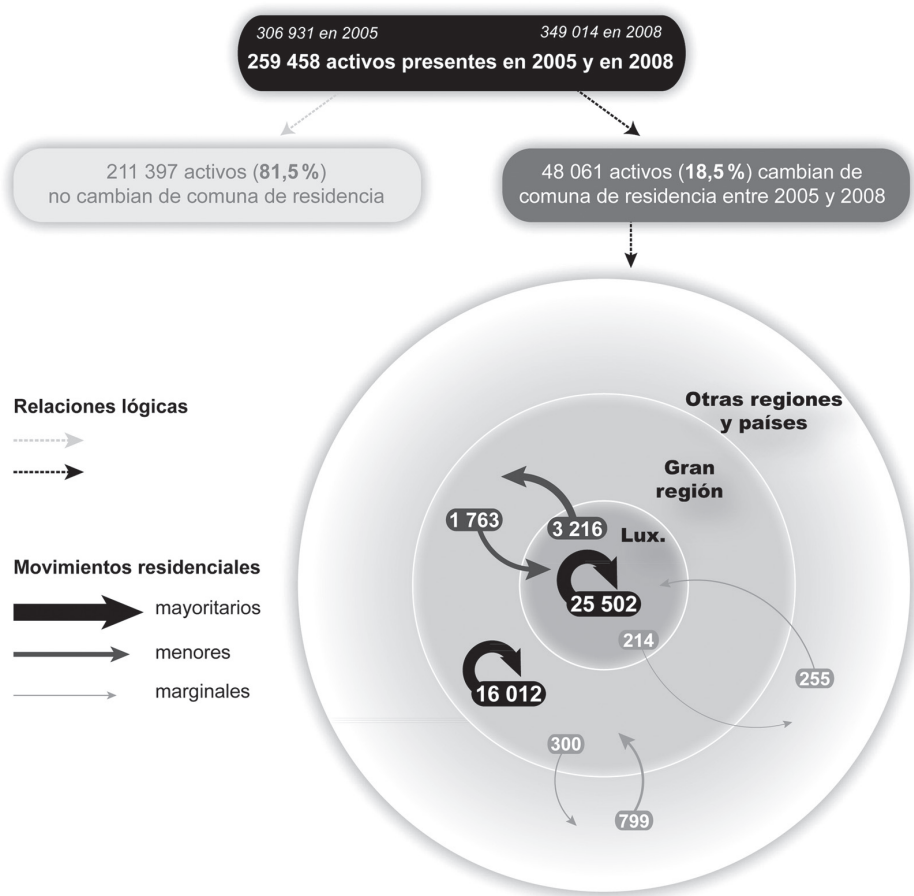 306 931 en 2005
349 014 en 2008
259 458 activos presentes en 2005 y en 2008
211 397 activos (81,5 %)
no cambian de comuna de residencia
48 061 activos (18,5 %) cambian de
comuna de residencia entre 2005 y 2008
Relaciones lógicas
Movimientos residenciales
mayoritarios
menores
marginales
Otras regiones
y países
Gran
región
Lux.
1 763
3 216
25 502
214
255
16 012
300
799